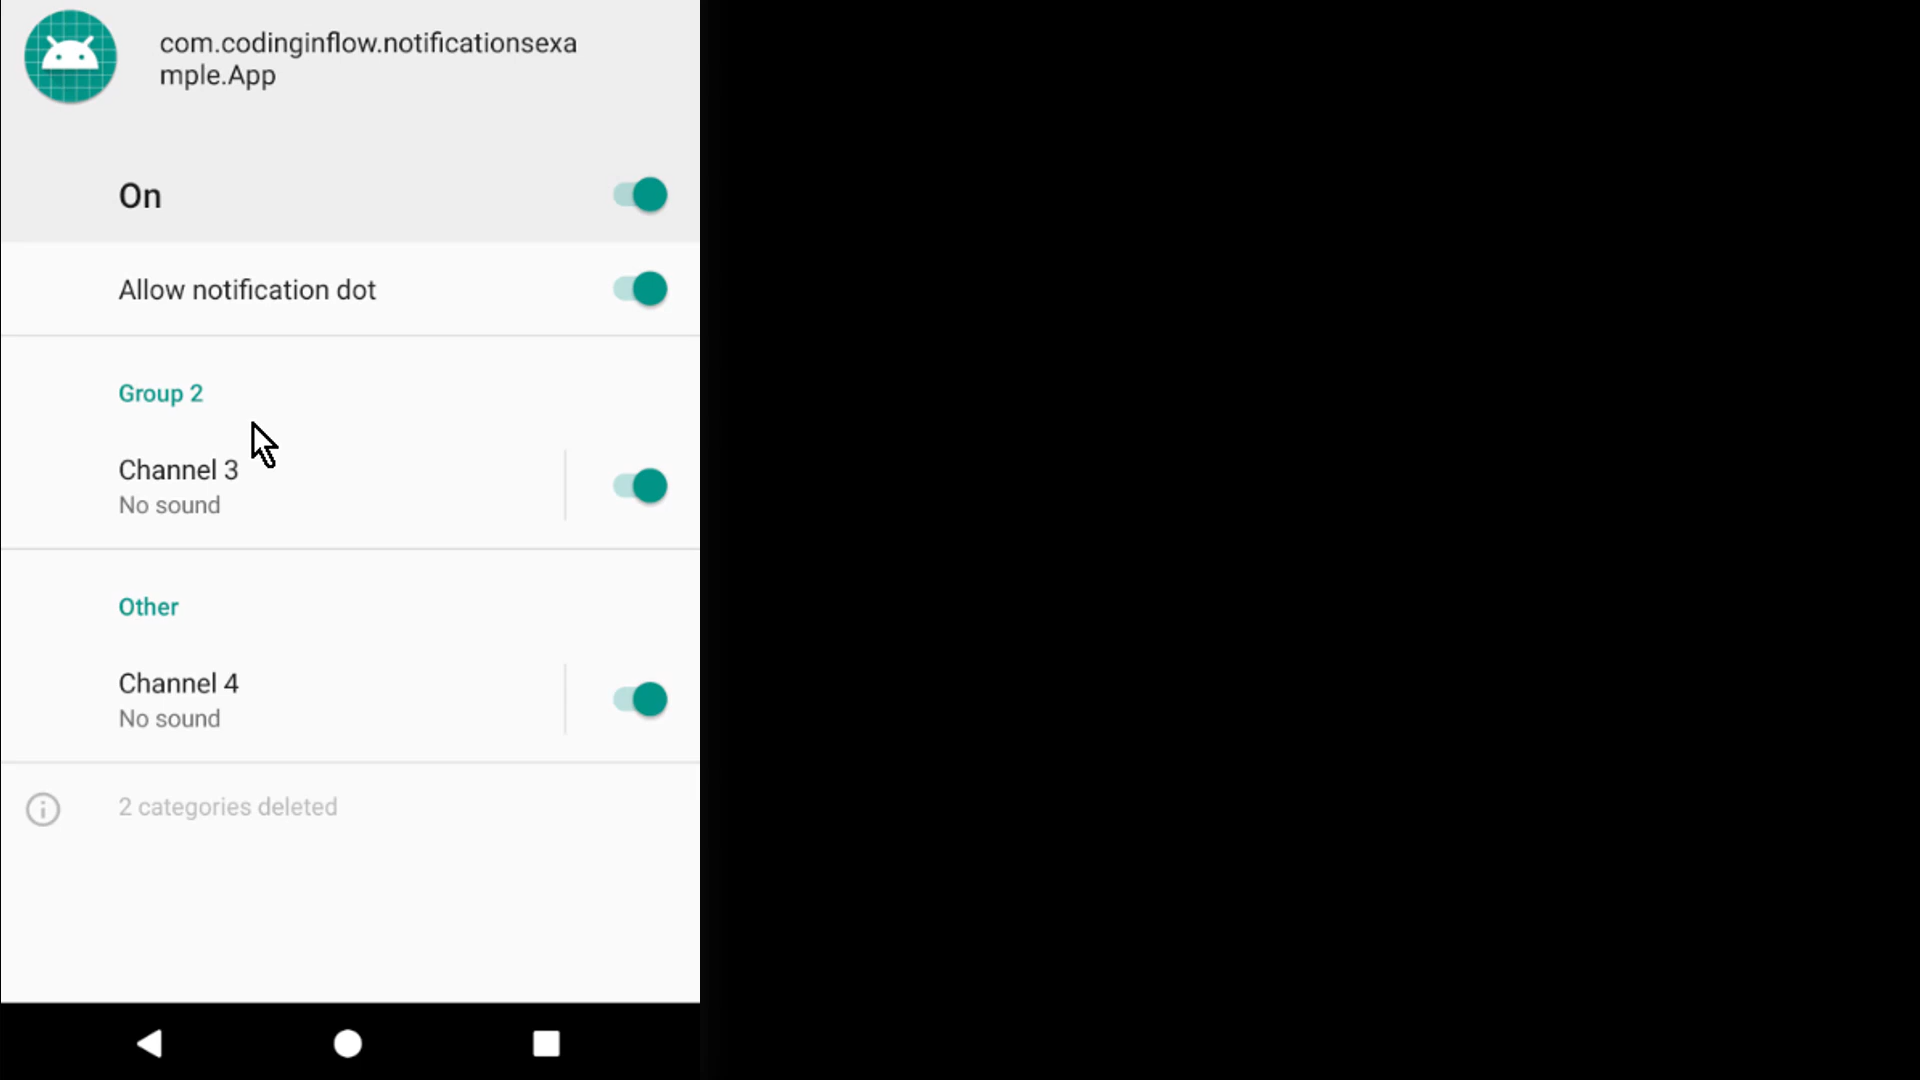 com.codinginflow.notificationsexa
mple.App
On
Allow notification dot
Group 2
Channel 3
No sound
Other
Channel 4
No sound
2 categories deleted